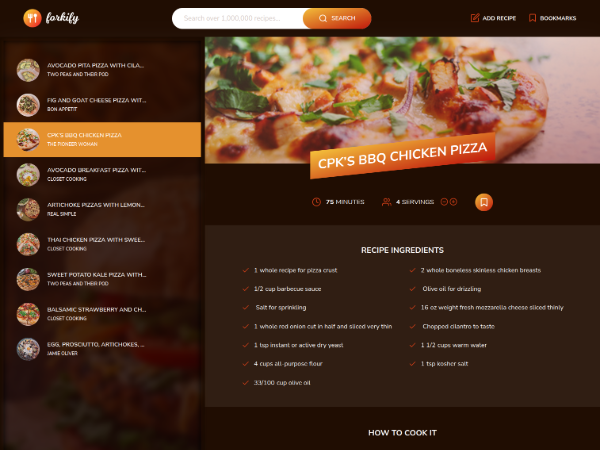 forkify
Search over 1,000,000 recipes...
SEARCH
ADD RECIPE
BOOKMARKS
AVOCADO PITA PIZZA WITH CILA...
TWO PEAS AND THEIR POD
FIG AND GOAT CHEESE PIZZA WIT...
BON APPETIT
CPK'S BBQ CHICKEN PIZZA
THE PIONEER WOMAN
AVOCADO BREAKFAST PIZZA WIT...
CLOSET COOKING
ARTICHOKE PIZZAS WITH LEMON...
REAL SIMPLE
THAI CHICKEN PIZZA WITH SWEE...
CLOSET COOKING
SWEET POTATO KALE PIZZA WITH...
TWO PEAS AND THEIR POD
BALSAMIC STRAWBERRY AND CH...
CLOSET COOKING
EGG, PROSCIUTTO, ARTICHOKES, ...
JAMIE OLIVER
CPK'S BBQ CHICKEN PIZZA
75 MINUTES
4 SERVINGS
RECIPE INGREDIENTS
1 whole recipe for pizza crust
2 whole boneless skinless chicken breasts
1/2 cup barbecue sauce
Olive oil for drizzling
Salt for sprinkling
16 oz weight fresh mozzarella cheese sliced thinly
1 whole red onion cut in half and sliced very thin
Chopped cilantro to taste
1 tsp instant or active dry yeast
1 1/2 cups warm water
4 cups all-purpose flour
1 tsp kosher salt
33/100 cup olive oil
HOW TO COOK IT